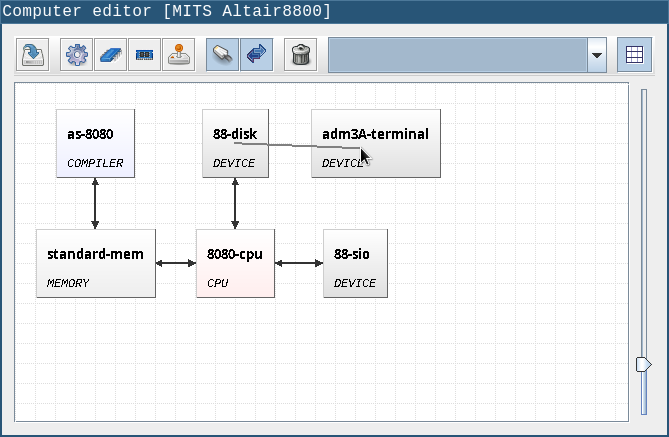 Computer editor [MITS Altair8800]
as-8080
COMPILER
88-disk
DEVICE
adm3A-terminal
DEVICE
standard-mem
MEMORY
8080-cpu
CPU
88-sio
DEVICE